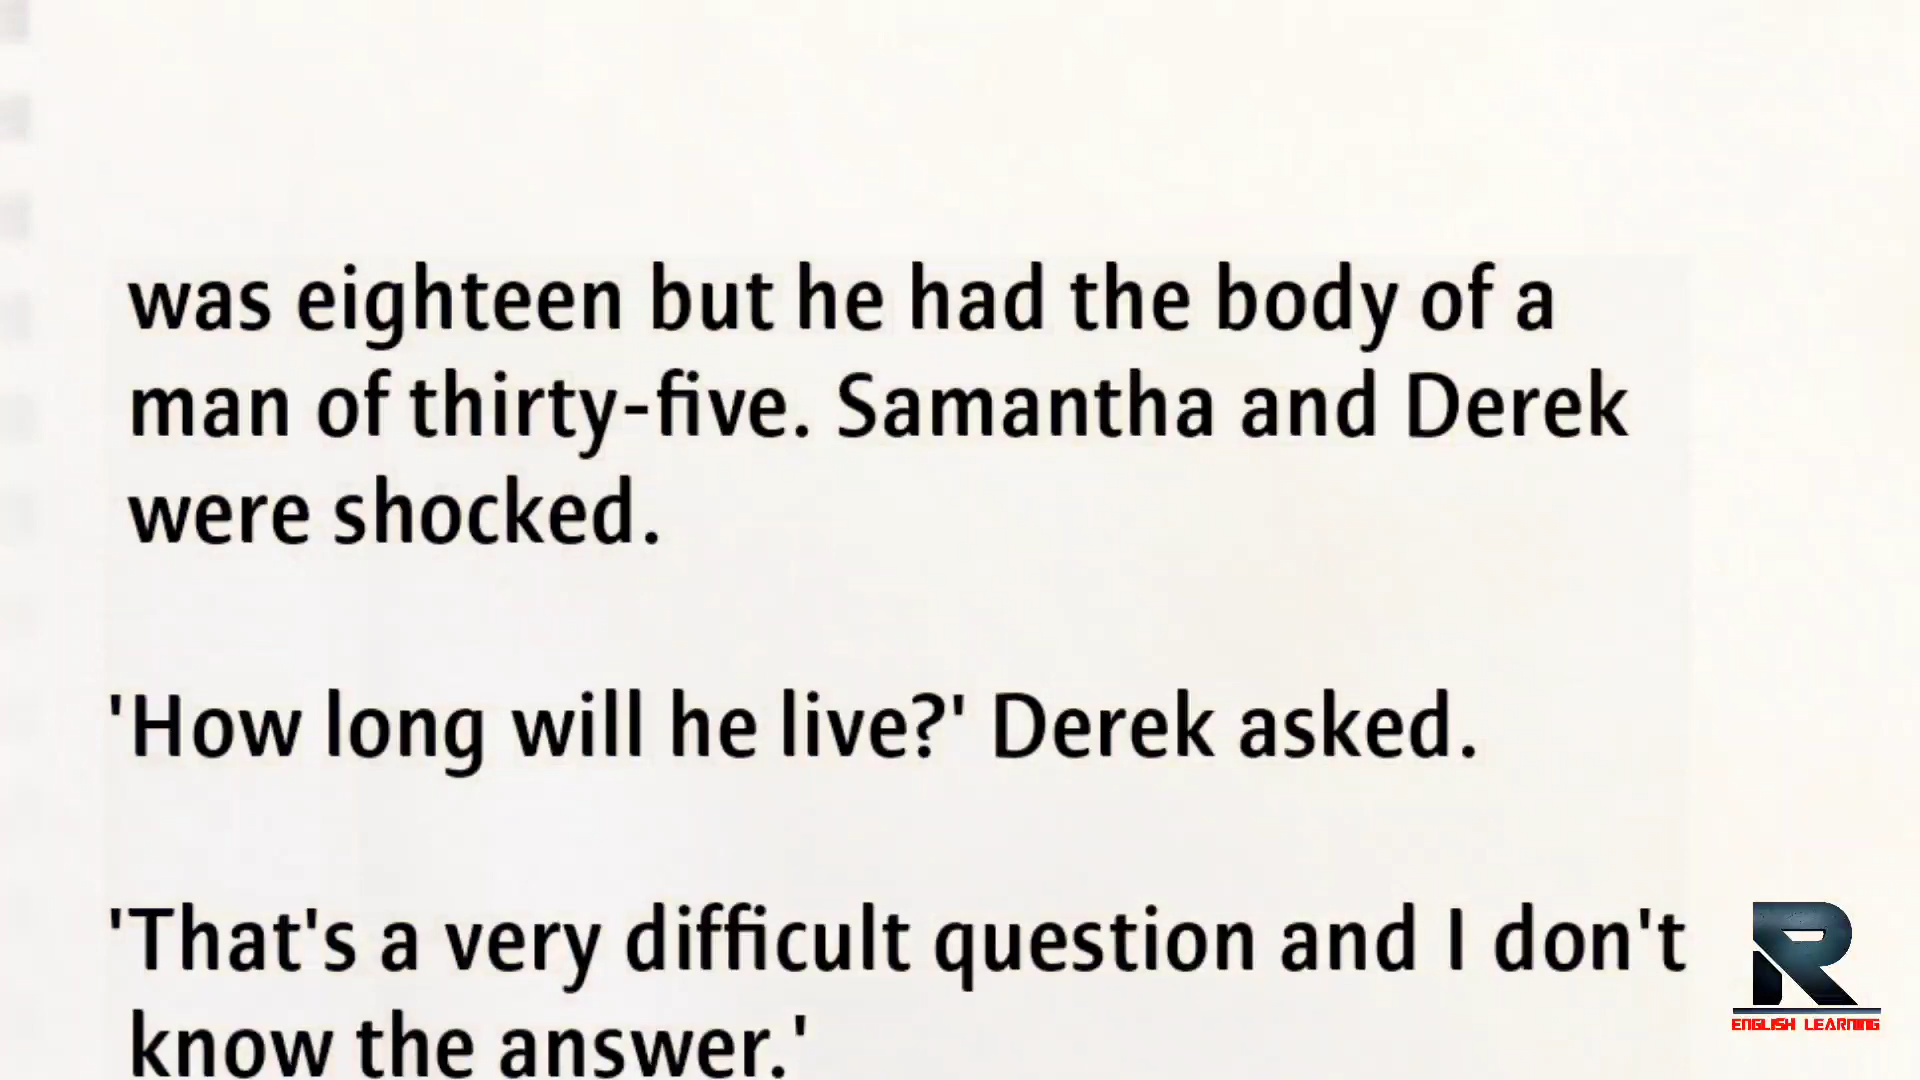 was eighteen but he had the body of a
man of thirty-five. Samantha and Derek
were shocked.
'How long will he live?' Derek asked.
'That's a very difficult question and I don't
know the answer.'
R
ENGLISH LEARNING